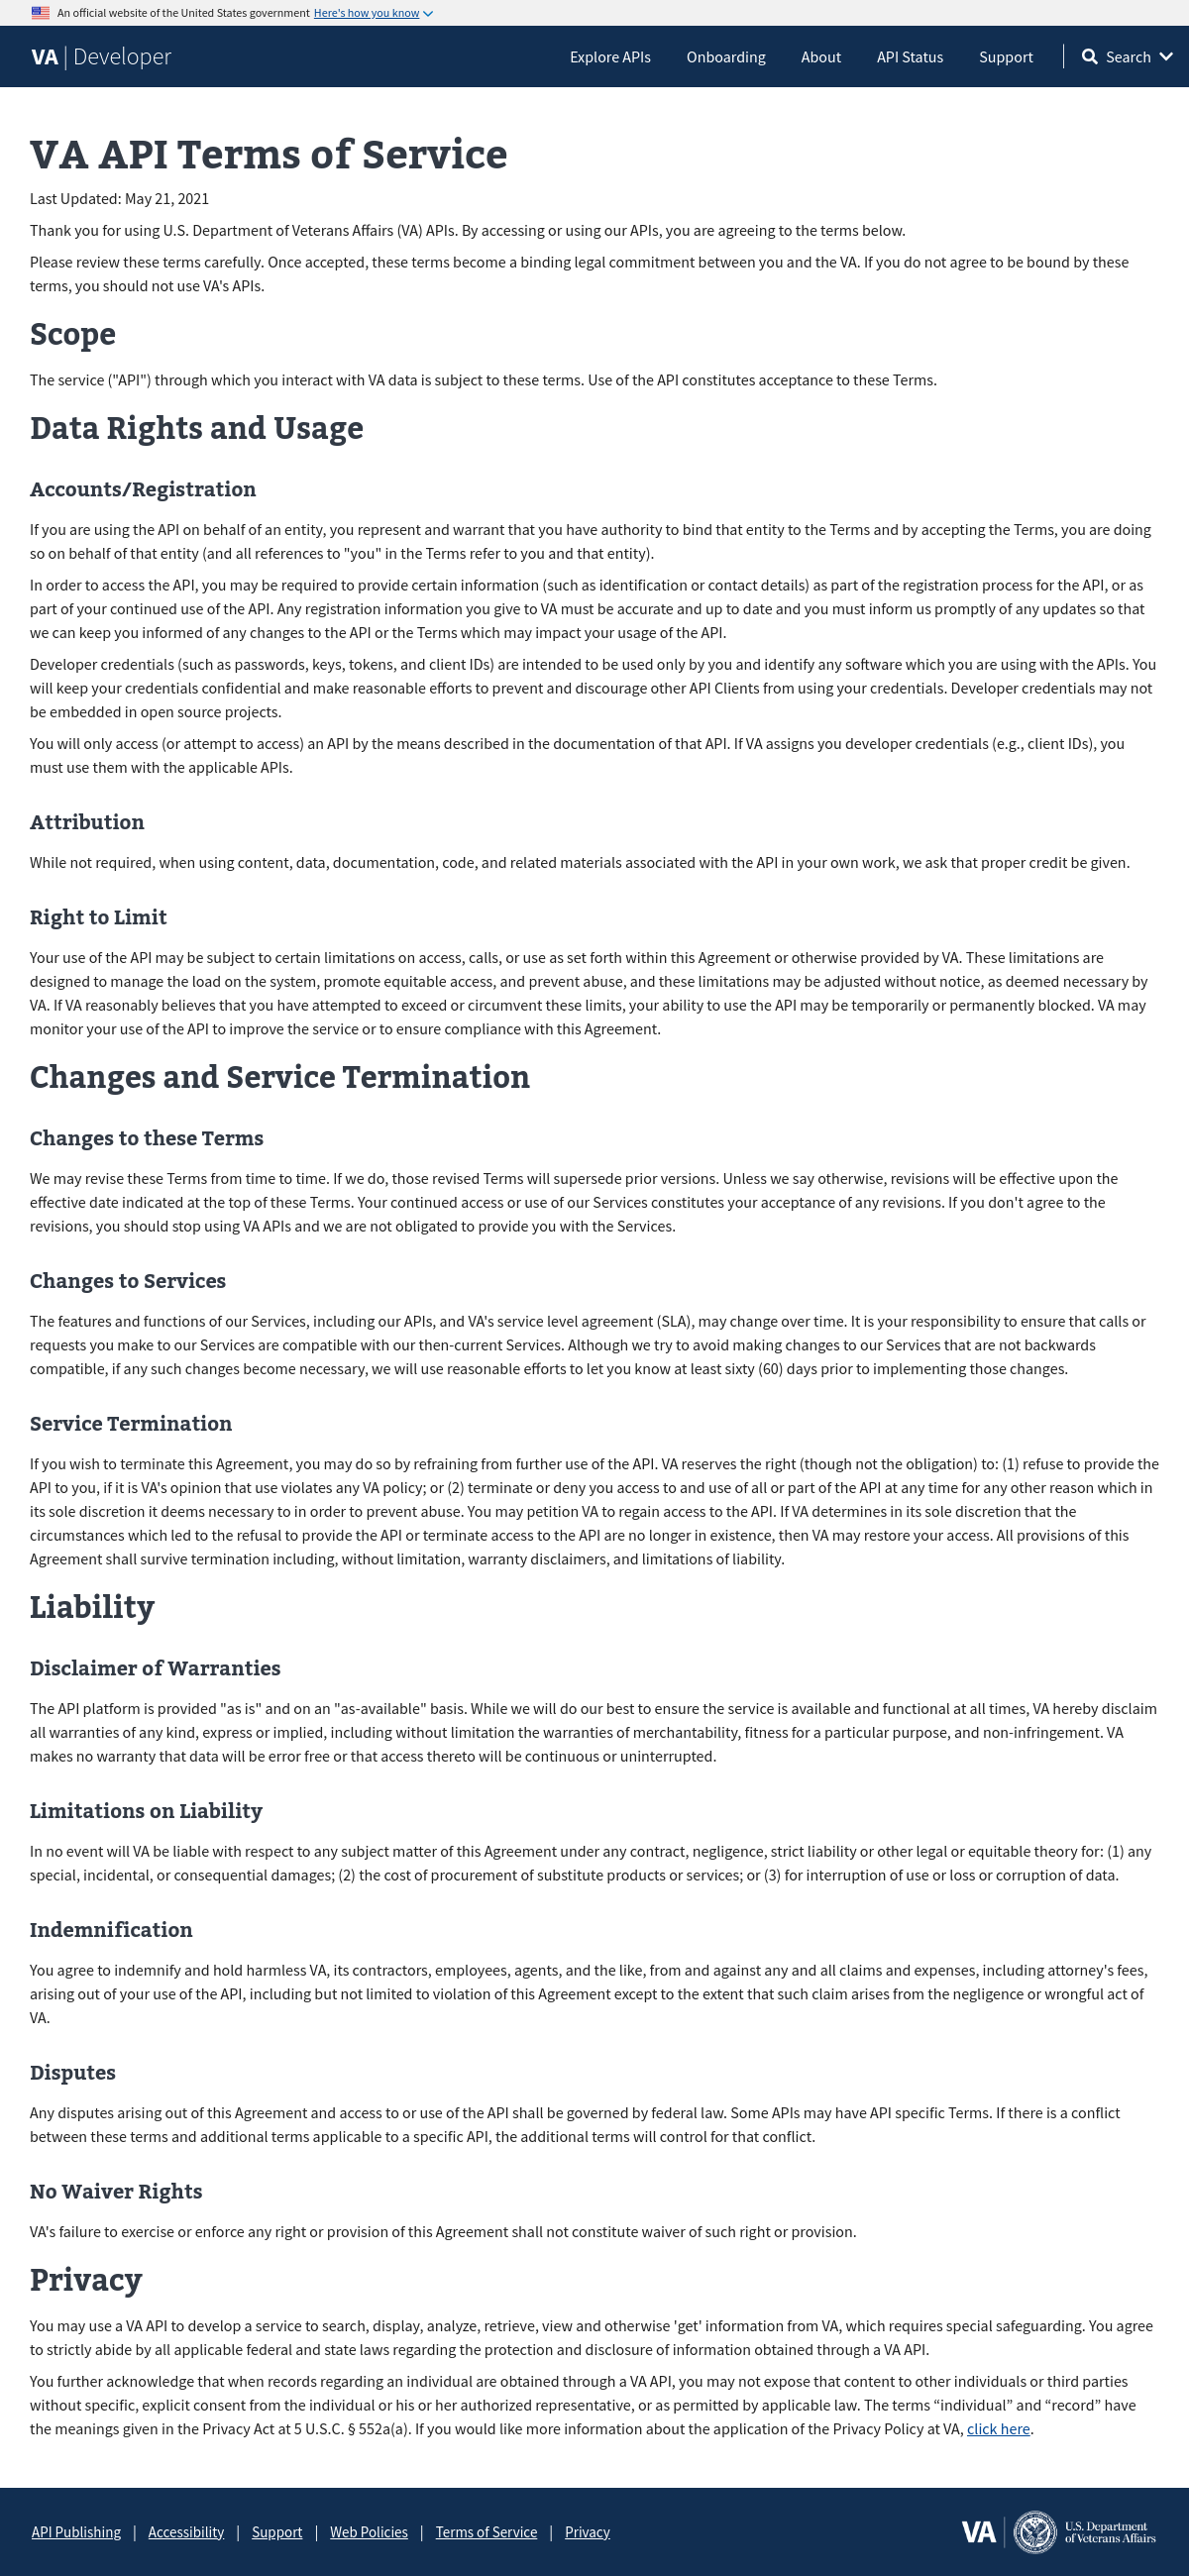 An official website of the United States government Here's how you know
VA | Developer
Explore APIs
Onboarding
About
API Status
Support
Search
VA API Terms of Service
Last Updated: May 21, 2021
Thank you for using U.S. Department of Veterans Affairs (VA) APIs. By accessing or using our APIs, you are agreeing to the terms below.
Please review these terms carefully. Once accepted, these terms become a binding legal commitment between you and the VA. If you do not agree to be bound by these
terms, you should not use VA's APIs.
Scope
The service ("API") through which you interact with VA data is subject to these terms. Use of the API constitutes acceptance to these Terms.
Data Rights and Usage
Accounts/Registration
If you are using the API on behalf of an entity, you represent and warrant that you have authority to bind that entity to the Terms and by accepting the Terms, you are doing
so on behalf of that entity (and all references to "you" in the Terms refer to you and that entity).
In order to access the API, you may be required to provide certain information (such as identification or contact details) as part of the registration process for the API, or as
part of your continued use of the API. Any registration information you give to VA must be accurate and up to date and you must inform us promptly of any updates so that
we can keep you informed of any changes to the API or the Terms which may impact your usage of the API.
Developer credentials (such as passwords, keys, tokens, and client IDs) are intended to be used only by you and identify any software which you are using with the APIs. You
will keep your credentials confidential and make reasonable efforts to prevent and discourage other API Clients from using your credentials. Developer credentials may not
be embedded in open source projects.
You will only access (or attempt to access) an API by the means described in the documentation of that API. If VA assigns you developer credentials (e.g., client IDs), you
must use them with the applicable APIs.
Attribution
While not required, when using content, data, documentation, code, and related materials associated with the API in your own work, we ask that proper credit be given.
Right to Limit
Your use of the API may be subject to certain limitations on access, calls, or use as set forth within this Agreement or otherwise provided by VA. These limitations are
designed to manage the load on the system, promote equitable access, and prevent abuse, and these limitations may be adjusted without notice, as deemed necessary by
VA. If VA reasonably believes that you have attempted to exceed or circumvent these limits, your ability to use the API may be temporarily or permanently blocked. VA may
monitor your use of the API to improve the service or to ensure compliance with this Agreement.
Changes and Service Termination
Changes to these Terms
We may revise these Terms from time to time. If we do, those revised Terms will supersede prior versions. Unless we say otherwise, revisions will be effective upon the
effective date indicated at the top of these Terms. Your continued access or use of our Services constitutes your acceptance of any revisions. If you don't agree to the
revisions, you should stop using VA APIs and we are not obligated to provide you with the Services.
Changes to Services
The features and functions of our Services, including our APIs, and VA's service level agreement (SLA), may change over time. It is your responsibility to ensure that calls or
requests you make to our Services are compatible with our then-current Services. Although we try to avoid making changes to our Services that are not backwards
compatible, if any such changes become necessary, we will use reasonable efforts to let you know at least sixty (60) days prior to implementing those changes.
Service Termination
If you wish to terminate this Agreement, you may do so by refraining from further use of the API. VA reserves the right (though not the obligation) to: (1) refuse to provide the
API to you, if it is VA's opinion that use violates any VA policy; or (2) terminate or deny you access to and use of all or part of the API at any time for any other reason which in
its sole discretion it deems necessary to in order to prevent abuse. You may petition VA to regain access to the API. If VA determines in its sole discretion that the
circumstances which led to the refusal to provide the API or terminate access to the API are no longer in existence, then VA may restore your access. All provisions of this
Agreement shall survive termination including, without limitation, warranty disclaimers, and limitations of liability.
Liability
Disclaimer of Warranties
The API platform is provided "as is" and on an "as-available" basis. While we will do our best to ensure the service is available and functional at all times, VA hereby disclaim
all warranties of any kind, express or implied, including without limitation the warranties of merchantability, fitness for a particular purpose, and non-infringement. VA
makes no warranty that data will be error free or that access thereto will be continuous or uninterrupted.
Limitations on Liability
In no event will VA be liable with respect to any subject matter of this Agreement under any contract, negligence, strict liability or other legal or equitable theory for: (1) any
special, incidental, or consequential damages; (2) the cost of procurement of substitute products or services; or (3) for interruption of use or loss or corruption of data.
Indemnification
You agree to indemnify and hold harmless VA, its contractors, employees, agents, and the like, from and against any and all claims and expenses, including attorney's fees,
arising out of your use of the API, including but not limited to violation of this Agreement except to the extent that such claim arises from the negligence or wrongful act of
VA.
Disputes
Any disputes arising out of this Agreement and access to or use of the API shall be governed by federal law. Some APIs may have API specific Terms. If there is a conflict
between these terms and additional terms applicable to a specific API, the additional terms will control for that conflict.
No Waiver Rights
VA's failure to exercise or enforce any right or provision of this Agreement shall not constitute waiver of such right or provision.
Privacy
You may use a VA API to develop a service to search, display, analyze, retrieve, view and otherwise 'get' information from VA, which requires special safeguarding. You agree
to strictly abide by all applicable federal and state laws regarding the protection and disclosure of information obtained through a VA API.
You further acknowledge that when records regarding an individual are obtained through a VA API, you may not expose that content to other individuals or third parties
without specific, explicit consent from the individual or his or her authorized representative, or as permitted by applicable law. The terms “individual” and “record” have
the meanings given in the Privacy Act at 5 U.S.C. § 552a(a). If you would like more information about the application of the Privacy Policy at VA, click here.
API Publishing | Accessibility | Support | Web Policies | Terms of Service | Privacy
VA
U.S. Department
of Veterans Affairs